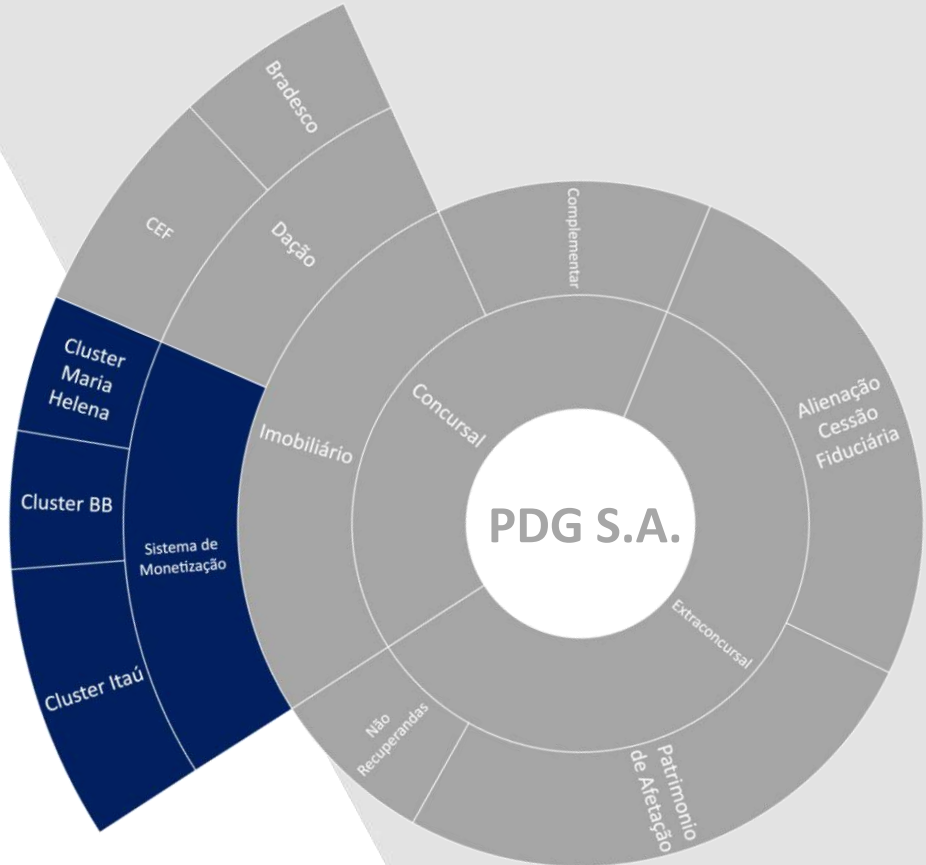 Bradesco
CEF
Dação
Complementar
Cluster
Maria
Helena
Concursal
Alienação
Cessão
Fiduciária
Imobiliário
Cluster BB
PDG S.A.
Sistema de
Monetização
Extraconcursal
Cluster Itaú
Não
Recuperandas
Patrimonio
de Afetação